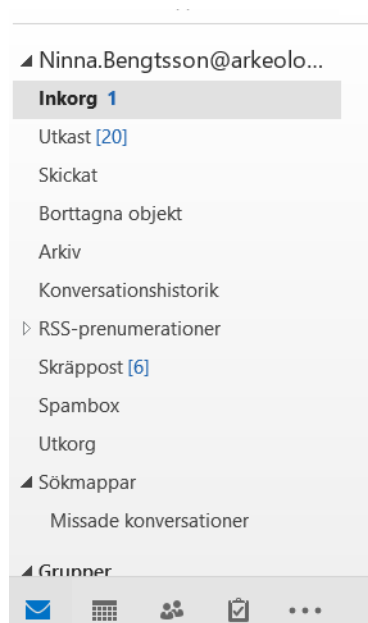 Ninna.Bengtsson@arkeolo...
Inkorg 1
Utkast [20]
Skickat
Borttagna objekt
Arkiv
Konversationshistorik
RSS-prenumerationer
Skräppost [6]
Spambox
Utkorg
Sökmappar
Missade konversationer
Grupper